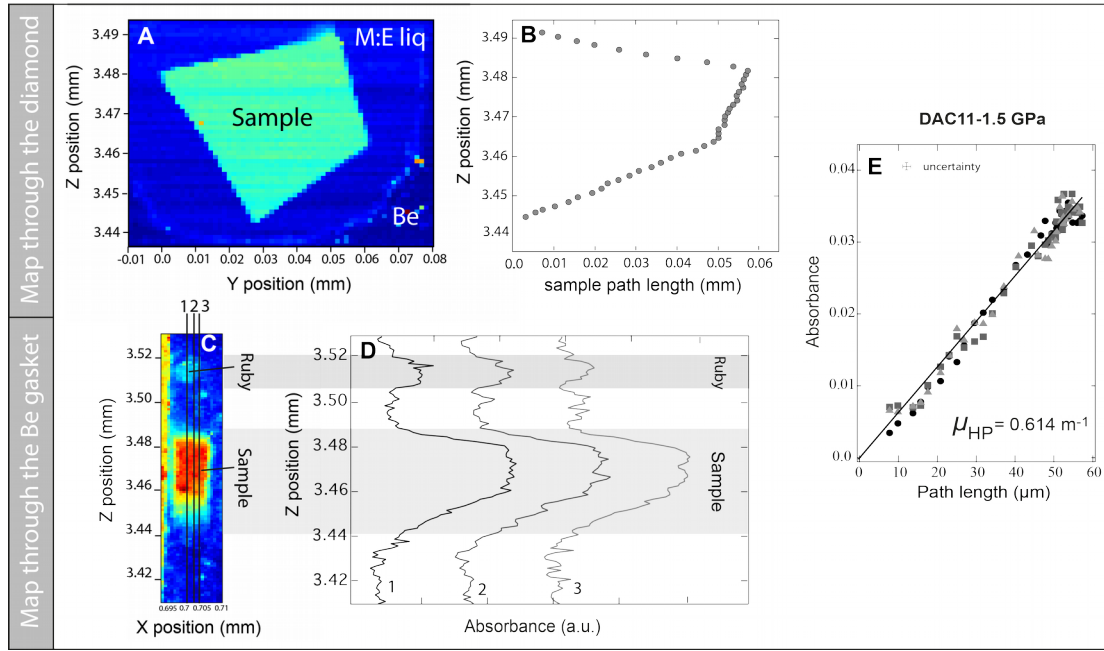 Map through the diamond
A
M:E liq
Sample
Be
Z position (mm)
3.49
3.48
3.47
3.46
3.45
3.44
-0.01 0.00 0.01 0.02 0.03 0.04 0.05 0.06 0.07 0.08
Y position (mm)
B
Z position (mm)
3.49
3.48
3.47
3.46
3.45
3.44
0.0 0.01 0.02 0.03 0.04 0.05 0.06
sample path length (mm)
Map through the Be gasket
123
C
Z position (mm)
3.52
3.50
3.48
3.46
3.44
3.42
0.695 0.7 0.705 0.71
X position (mm)
Ruby
Sample
D
Z position (mm)
3.52
3.50
3.48
3.46
3.44
3.42
1
2
3
Ruby
Sample
Absorbance (a.u.)
DAC11-1.5 GPa
E
uncertainty
Absorbance
0.04
0.03
0.02
0.01
0.0
μHP= 0.614 m-1
0 10 20 30 40 50 60
Path length (μm)